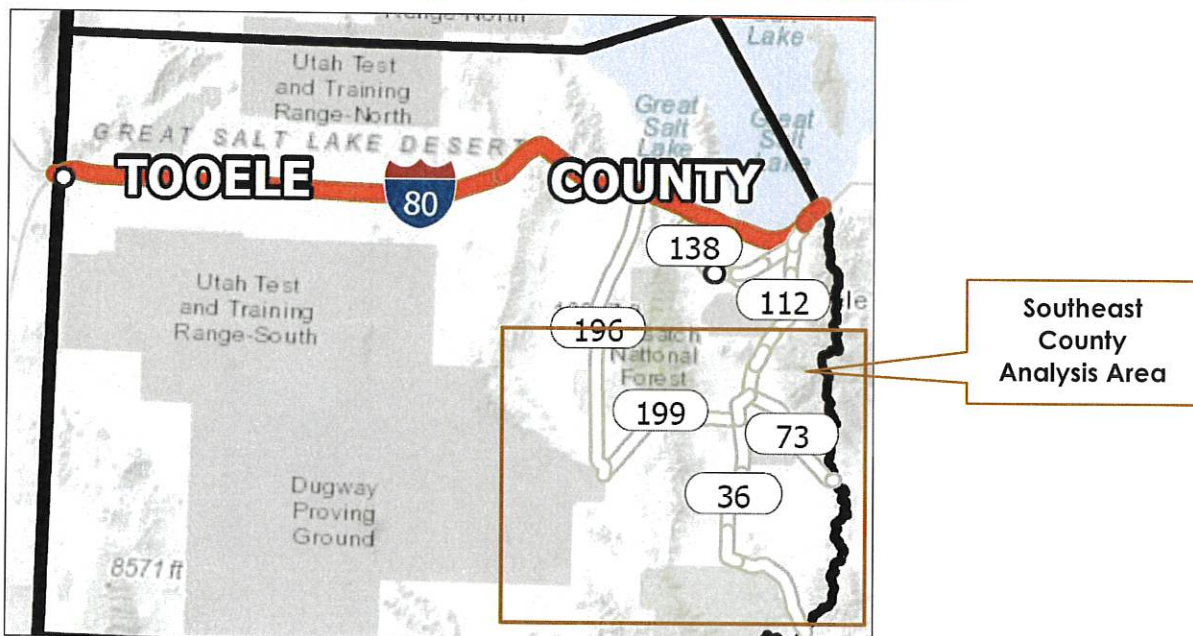 Lake
Utah Test
and Training
Range-North
Great
Salt
Lake
Great
Salt
Lake
GREAT SALT LAKE DESERT
TOOELE
COUNTY
80
138
112
196
National
Forest
Utah Test
and Training
Range-South
199
73
36
Dugway
Proving
Ground
8571 ft
Southeast
County
Analysis Area